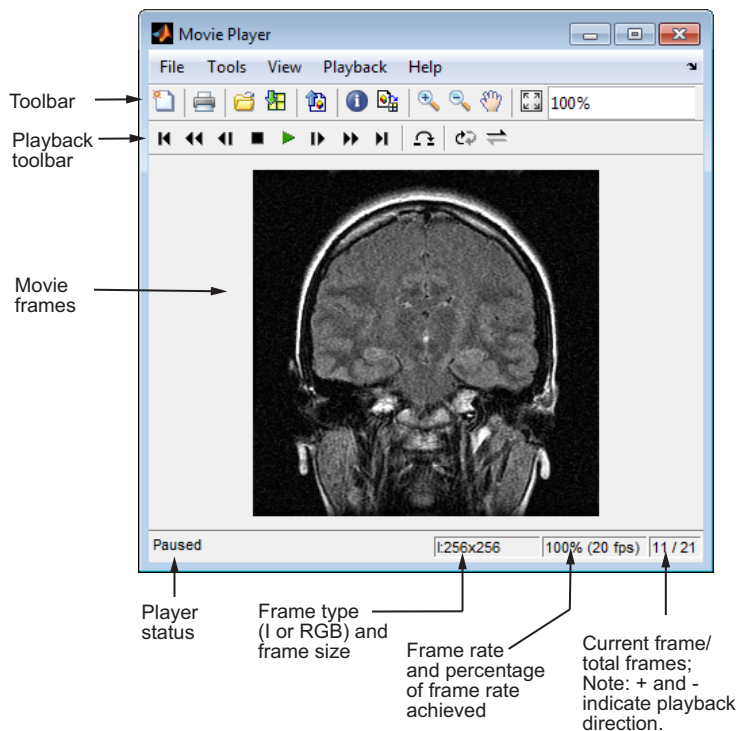 Movie Player
File Tools View Playback Help
Toolbar
100%
Playback
toolbar
Movie
frames
Paused
I:256x256
100% (20 fps)
11 / 21
Player
status
Frame type
(I or RGB) and
frame size
Frame rate
and percentage
of frame rate
achieved
Current frame/
total frames;
Note: + and -
indicate playback
direction.